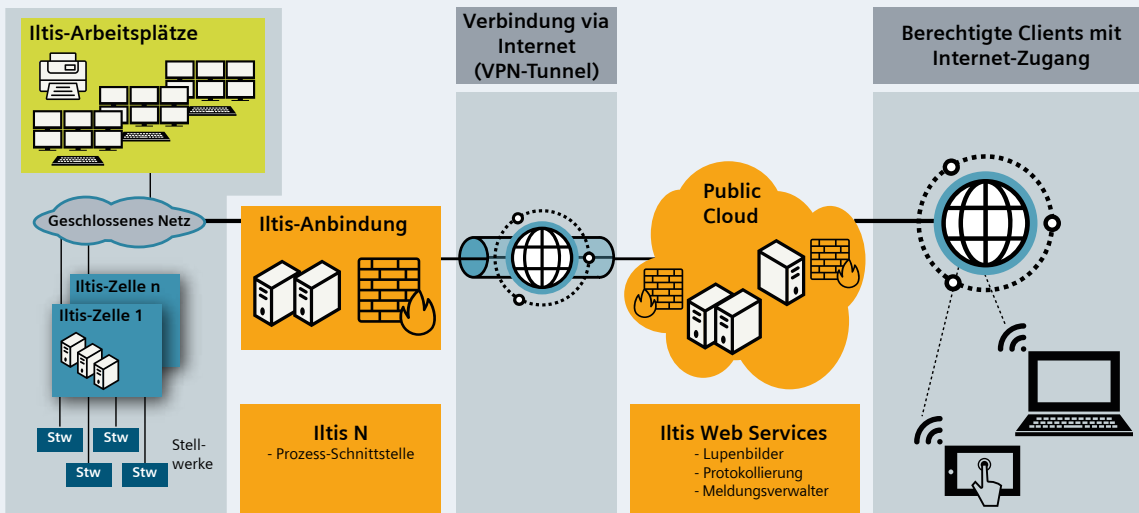 Iltis-Arbeitsplätze
Verbindung via
Internet
(VPN-Tunnel)
Berechtigte Clients mit
Internet-Zugang
Geschlossenes Netz
Iltis-Anbindung
Public
Cloud
Iltis-Zelle n
Iltis-Zelle 1
Stw
Stw
Stw
Stw
Stell-
werke
Iltis N
- Prozess-Schnittstelle
Iltis Web Services
- Lupenbilder
- Protokollierung
- Meldungsverwalter